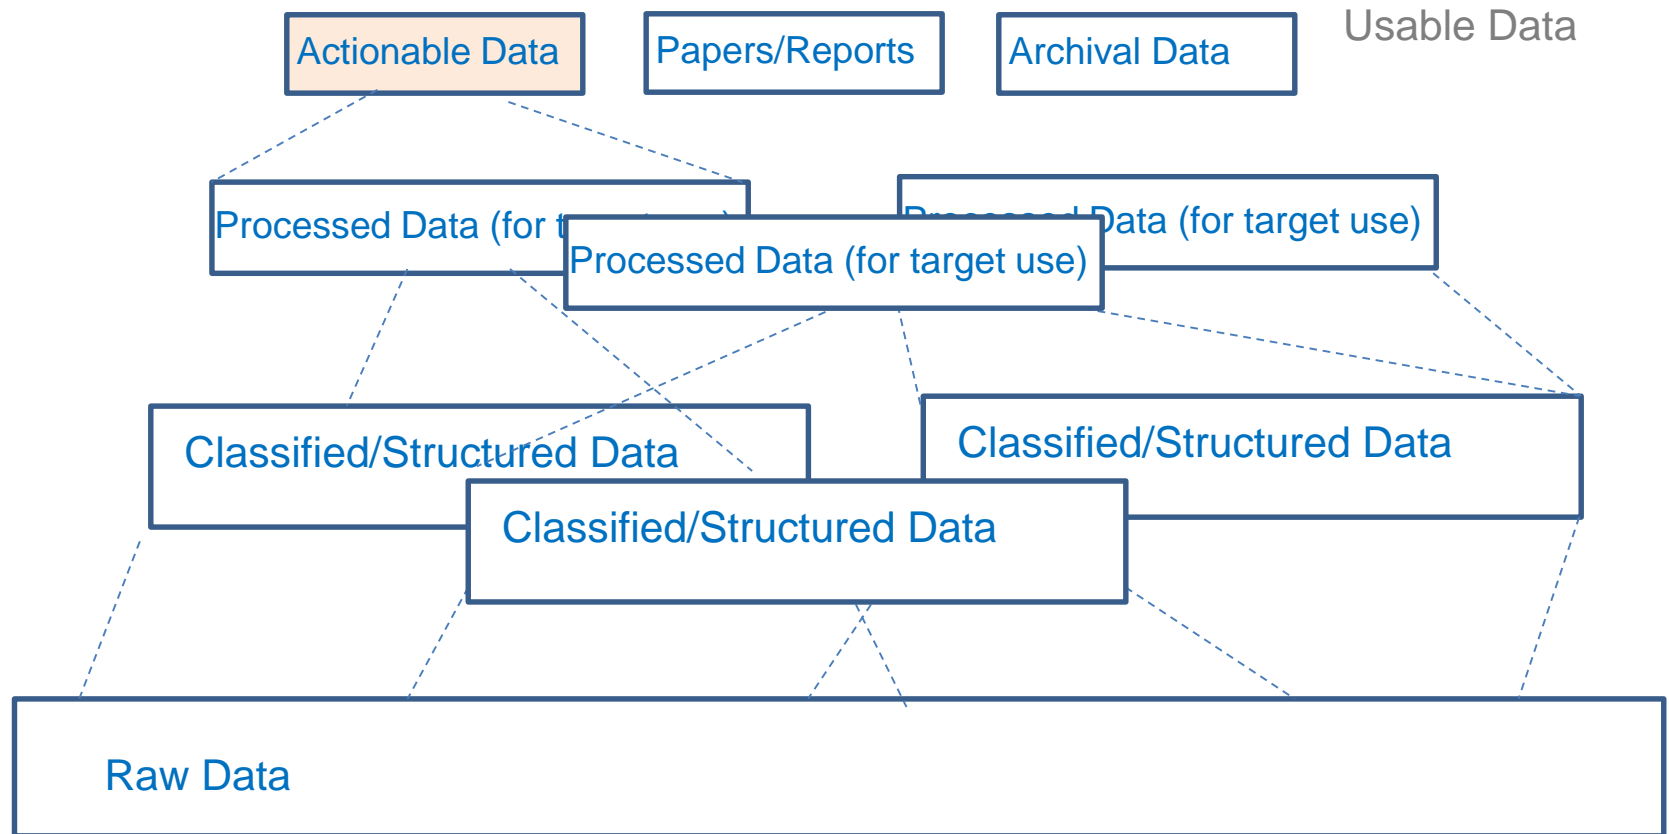 Usable Data
Actionable Data
Papers/Reports
Archival Data
Processed Data (for t
Data (for target use)
Processed Data (for target use)
Classified/Structured Data
Classified/Structured Data
Classified/Structured Data
Raw Data